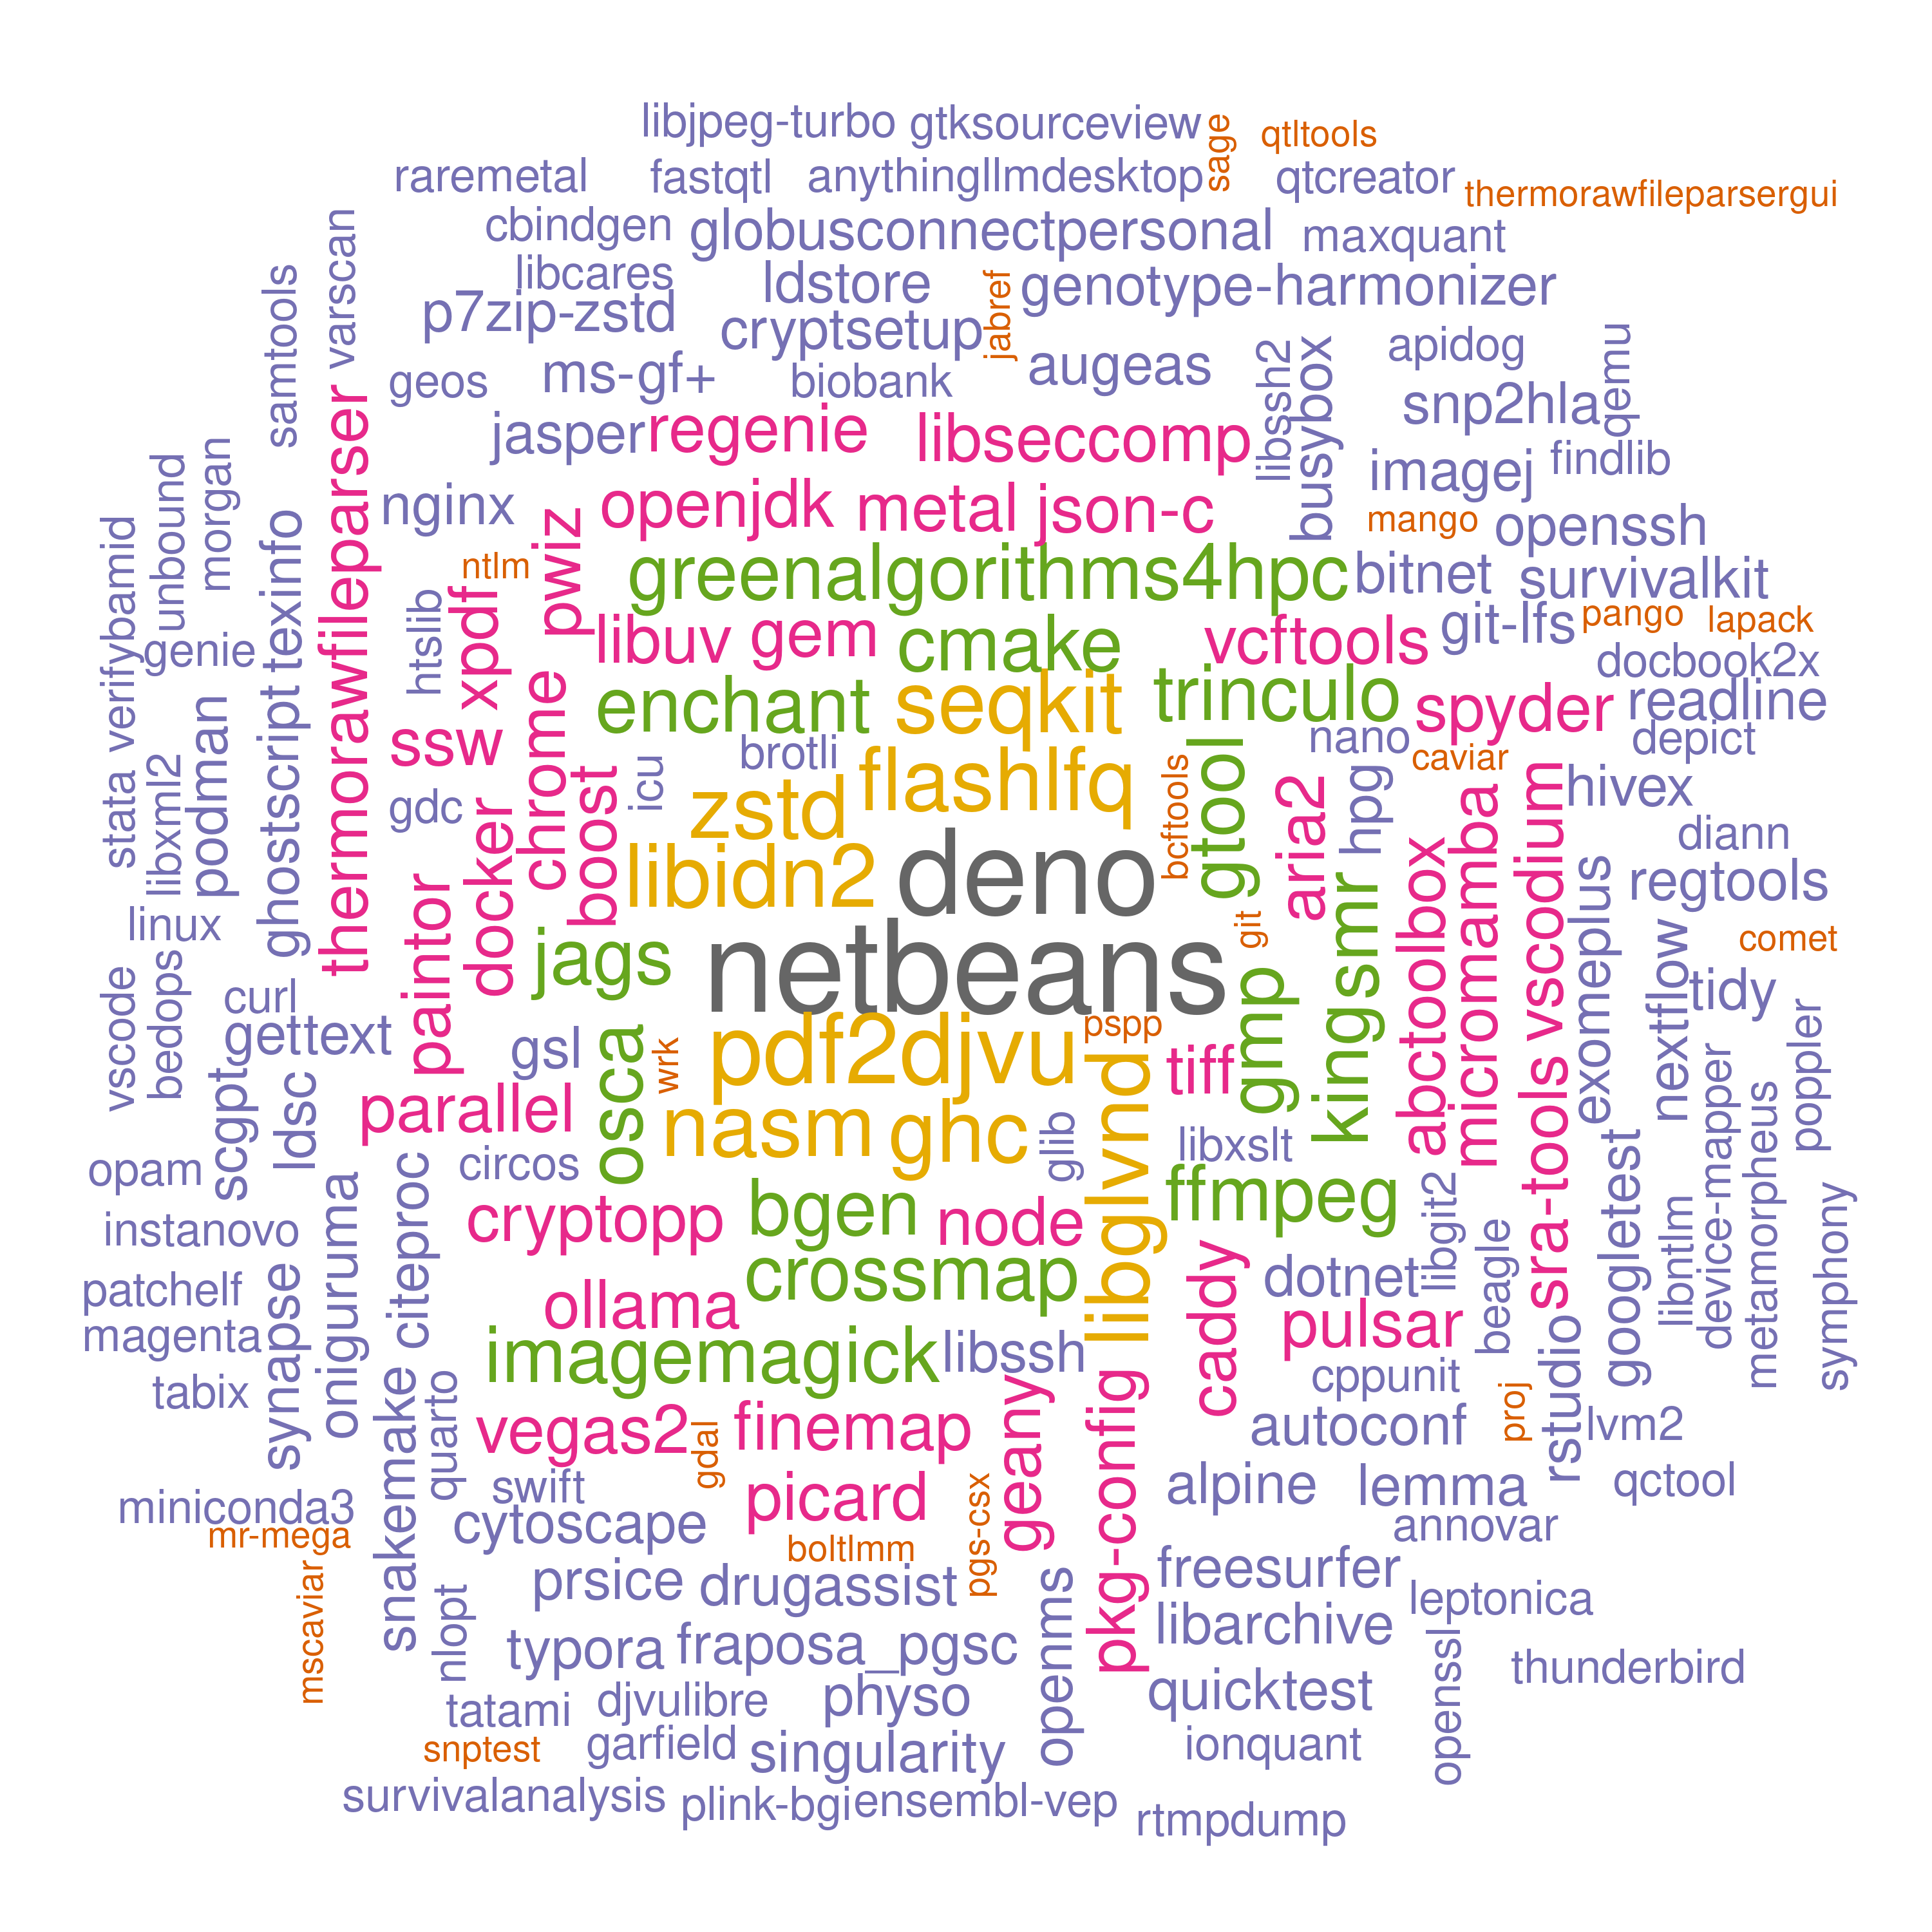 libjpeg-turbo
gtksourceview
sage
qtltools
raremetal
fastqtl
anythingllmdesktop
qtcreator
thermorawfileparsergui
cbindgen
globusconnectpersonal
maxquant
varscan
samtools
libcares
ldstore
jabref
genotype-harmonizer
p7zip-zstd
cryptsetup
augeas
libssh2
busybox
apidog
qemu
geos
ms-gf+
biobank
snp2hla
thermorawfileparser
jasper
regenie
libseccomp
imagej
findlib
morgan
unbound
nginx
openjdk
metal
json-c
mango
openssh
verifybamid
texinfo
ntlm
pwiz
greenalgorithms4hpc
bitnet
survivalkit
genie
htslib
xpdf
libuv
gem
cmake
vcftools
git-lfs
pango
lapack
docbook2x
enchant
seqkit
trinculo
spyder
readline
ghostscript
podman
ssw
chrome
brotli
flashlfq
gtool
nano
caviar
depict
stata
libxml2
gdc
docker
boost
icu
zstd
bcftools
aria2
hpg
hivex
abctoolbox
micromamba
vscodium
diann
libidn2
deno
regtools
exomeplus
linux
paintor
jags
netbeans
git
smr
nextflow
comet
vscode
bedops
curl
gettext
gsl
osca
wrk
pdf2djvu
pspp
tiff
gmp
king
tidy
poppler
scgpt
ldsc
parallel
nasm
ghc
glib
libglvnd
libxslt
sra-tools
device-mapper
metamorpheus
opam
circos
googletest
instanovo
oniguruma
citeproc
cryptopp
bgen
node
ffmpeg
libgit2
beagle
libntlm
symphony
patchelf
synapse
crossmap
caddy
dotnet
magenta
ollama
pulsar
imagemagick
libssh
rstudio
tabix
snakemake
quarto
geany
pkg-config
cppunit
proj
vegas2
gdal
finemap
autoconf
lvm2
miniconda3
swift
picard
pgs-csx
alpine
lemma
qctool
mr-mega
cytoscape
boltlmm
annovar
mscaviar
nlopt
prsice
drugassist
openms
freesurfer
leptonica
typora
fraposa_pgsc
libarchive
openssl
thunderbird
tatami
djvulibre
physo
quicktest
snptest
garfield
singularity
ionquant
survivalanalysis
plink-bgi
ensembl-vep
rtmpdump